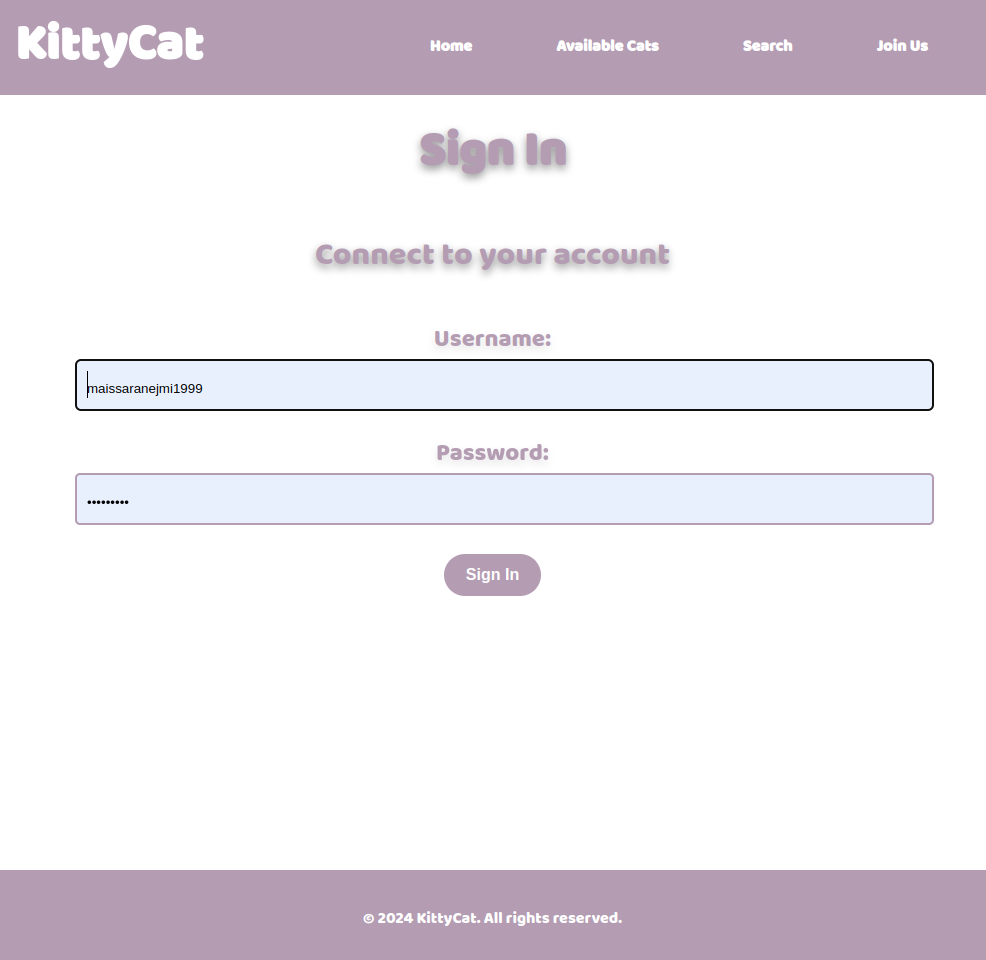 KittyCat
Home Available Cats Search Join Us
Sign In
Connect to your account
Username:
maissaranejmi1999
Password:
•••••••••
Sign In
© 2024 KittyCat. All rights reserved.